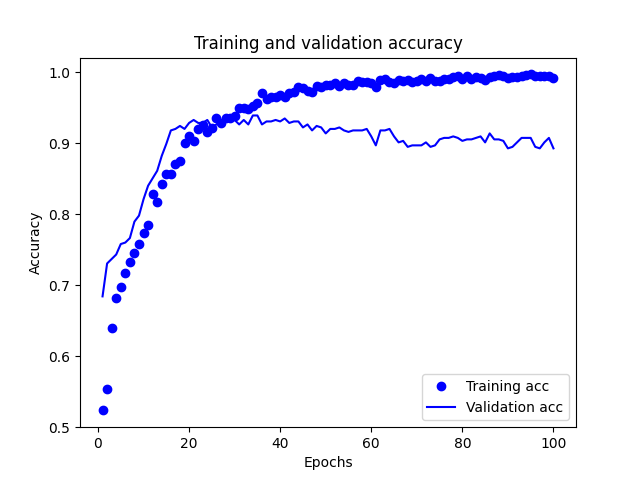 Training and validation accuracy
1.0
0.9
0.8
0.7
0.6
0.5
Accuracy
0 20 40 60 80 100
Epochs
Training acc
Validation acc